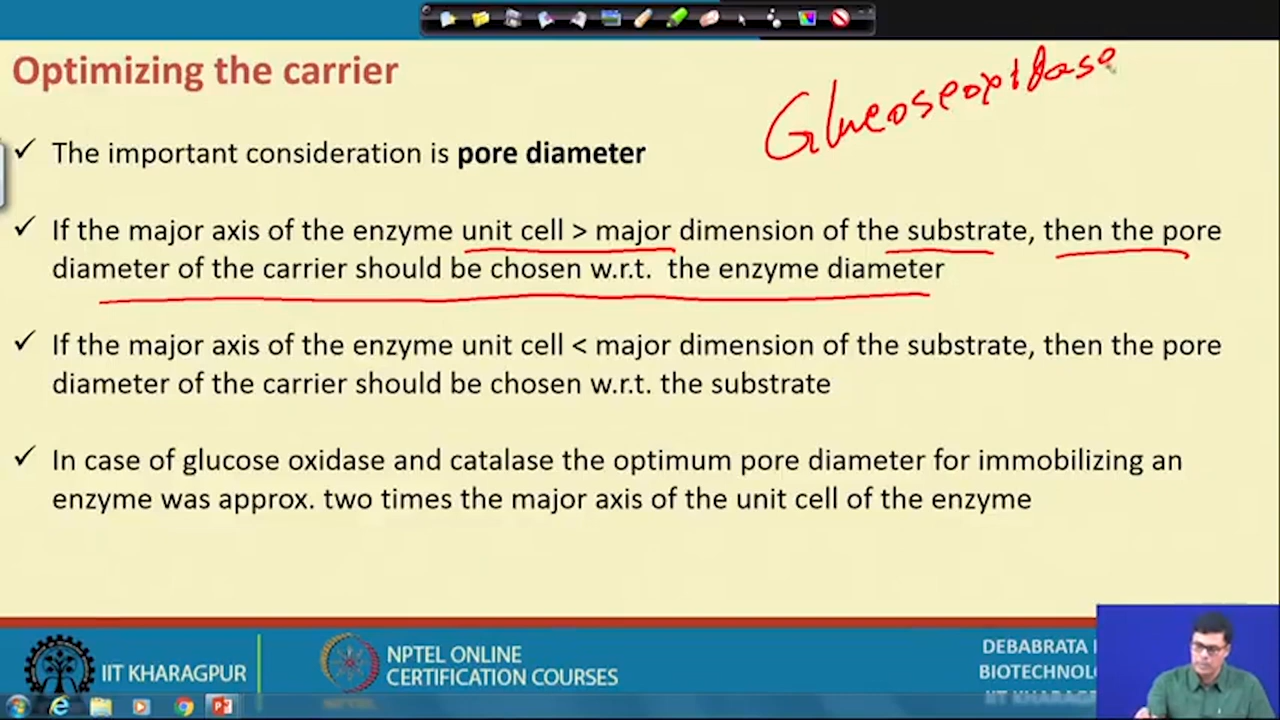 Optimizing the carrier
Glucoseoxidase
✓ The important consideration is pore diameter
✓ If the major axis of the enzyme unit cell > major dimension of the substrate, then the pore
diameter of the carrier should be chosen w.r.t. the enzyme diameter
✓ If the major axis of the enzyme unit cell < major dimension of the substrate, then the pore
diameter of the carrier should be chosen w.r.t. the substrate
✓ In case of glucose oxidase and catalase the optimum pore diameter for immobilizing an
enzyme was approx. two times the major axis of the unit cell of the enzyme
IIT KHARAGPUR
NPTEL ONLINE
CERTIFICATION COURSES
DEBABRATA
BIOTECHNOLO
IIT KHARAG